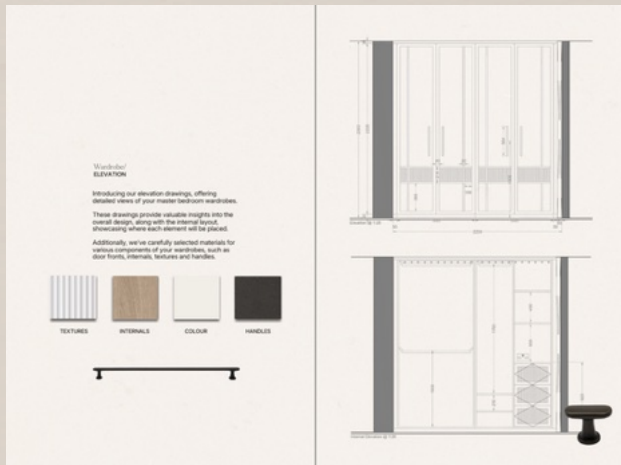 Wardrobe/
ELEVATION
Introducing our elevation drawings, offering
detailed views of your master bedroom wardrobes.
These drawings provide valuable insights into the
overall design, along with the internal layout,
showcasing where each element will be placed.
Additionally, we've carefully selected materials for
various components of your wardrobes, such as
door fronts, internals, textures and handles.
TEXTURES
INTERNALS
COLOUR
HANDLES